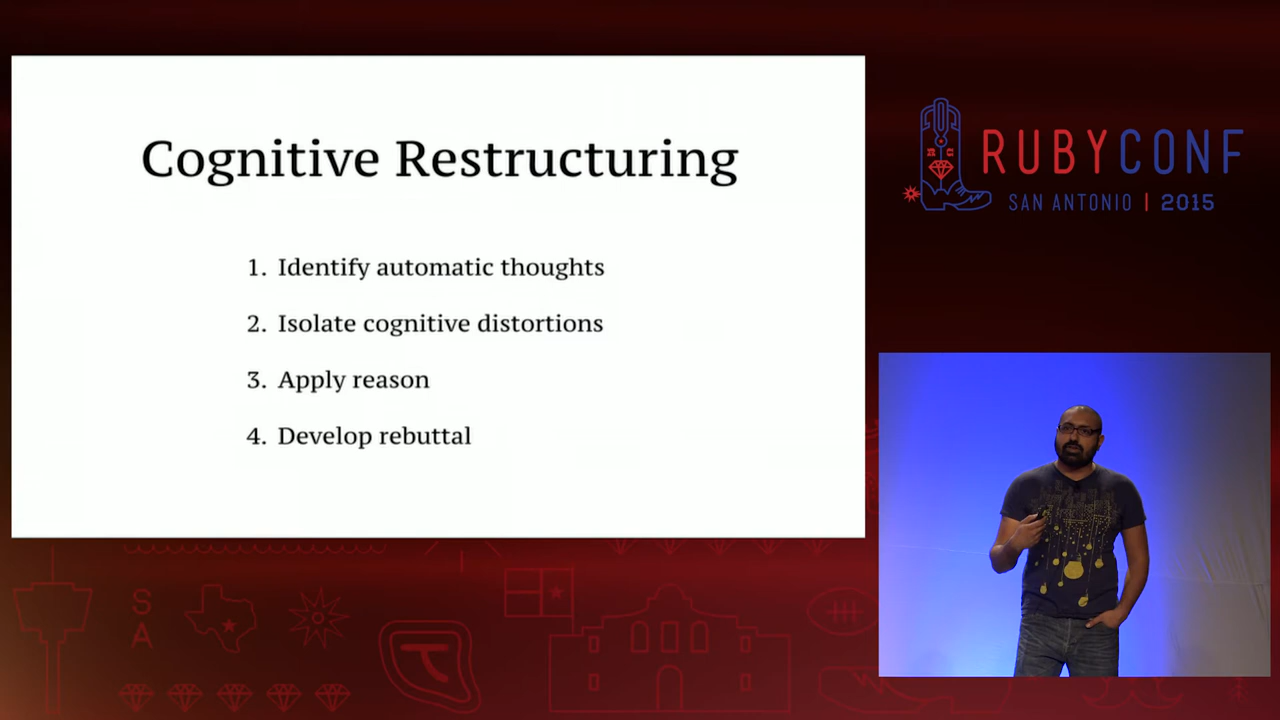 Cognitive Restructuring
1. Identify automatic thoughts
2. Isolate cognitive distortions
3. Apply reason
4. Develop rebuttal
RUBYCONF
SAN ANTONIO | 2015
S
A